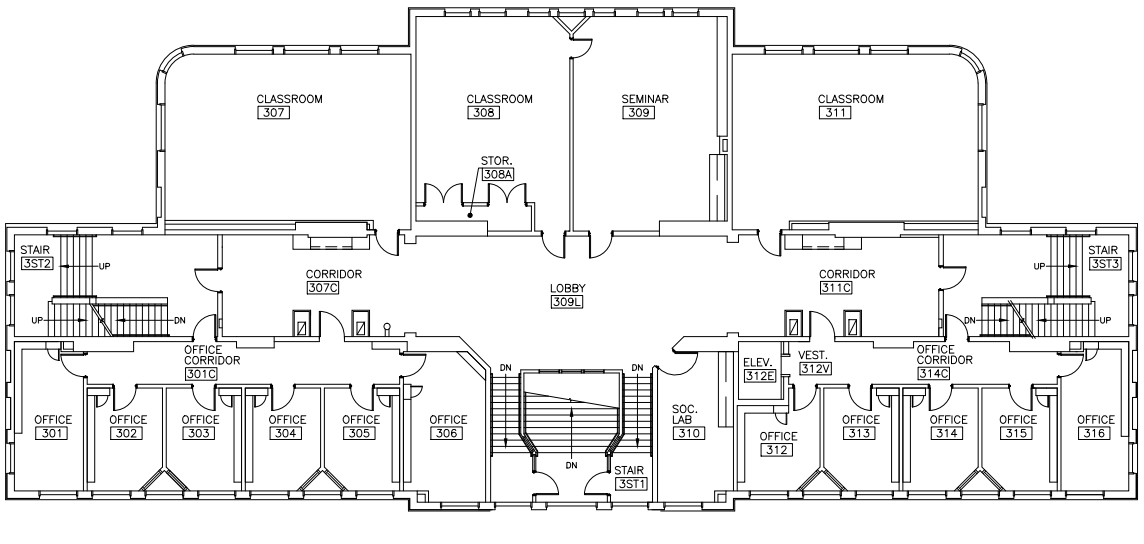 CLASSROOM
307
CLASSROOM
308
SEMINAR
309
CLASSROOM
311
STOR.
308A
STAIR
3ST2
UP
UP
DN
CORRIDOR
307C
LOBBY
309L
CORRIDOR
311C
STAIR
3ST3
UP
DN
UP
OFFICE
CORRIDOR
301C
ELEV.
312E
VEST.
312V
OFFICE
CORRIDOR
314C
DN
DN
OFFICE
301
OFFICE
302
OFFICE
303
OFFICE
304
OFFICE
305
OFFICE
306
DN
SOC.
LAB
310
OFFICE
312
OFFICE
313
OFFICE
314
OFFICE
315
OFFICE
316
STAIR
3ST1